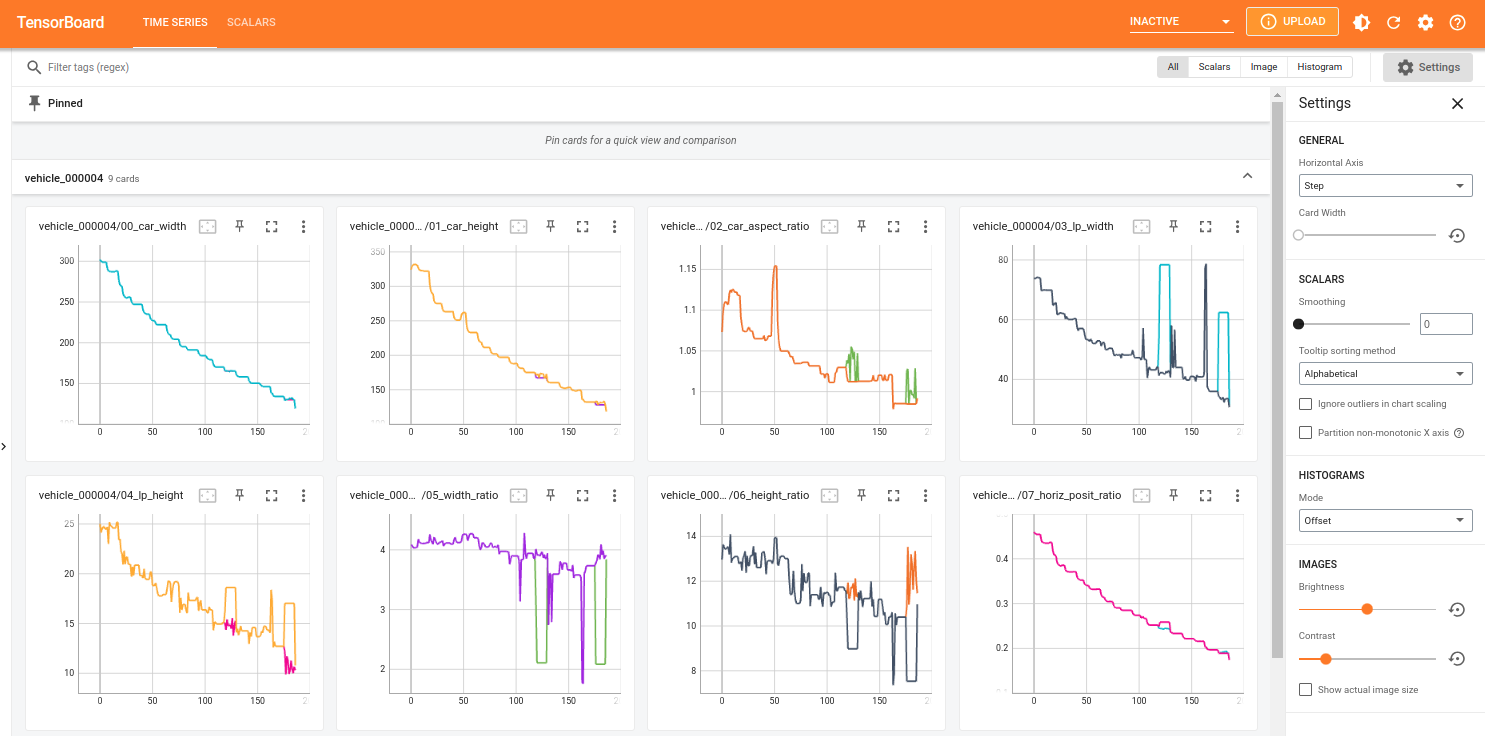 TensorBoard TIME SERIES SCALARS INACTIVE UPLOAD
Filter tags (regex) All Scalars Image Histogram Settings
Pinned
Pin cards for a quick view and comparison
vehicle_000004 9 cards
vehicle_000004/00_car_width
300
250
200
150
0 50 100 150
vehicle_0000... /01_car_height
350
300
250
200
150
0 50 100 150
vehicle... /02_car_aspect_ratio
1.15
1.1
1.05
1
0 50 100 150
vehicle_000004/03_lp_width
80
60
40
0 50 100 150
vehicle_000004/04_lp_height
25
20
15
10
0 50 100 150
vehicle_000... /05_width_ratio
4
3
2
0 50 100 150
vehicle_000... /06_height_ratio
14
12
10
8
0 50 100 150
vehicle... /07_horiz_posit_ratio
0.4
0.3
0.2
0 50 100 150
Settings
GENERAL
Horizontal Axis
Step
Card Width
SCALARS
Smoothing
0
Tooltip sorting method
Alphabetical
Ignore outliers in chart scaling
Partition non-monotonic X axis
HISTOGRAMS
Mode
Offset
IMAGES
Brightness
Contrast
Show actual image size